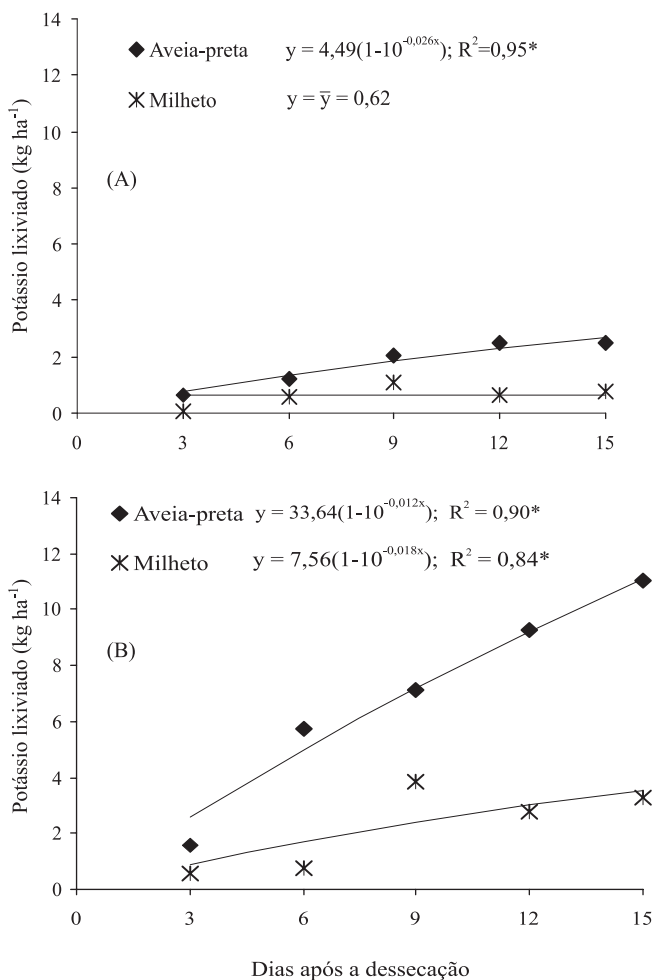 14
12
10
8
6
4
2
0
Potássio lixiviado (kg ha⁻¹)
Aveia-preta y = 4,49(1-10⁻⁰,⁰²⁶ˣ); R²=0,95*
Milheto y = y̅ = 0,62
(A)
0 3 6 9 12 15
14
12
10
8
6
4
2
0
Potássio lixiviado (kg ha⁻¹)
Aveia-preta y = 33,64(1-10⁻⁰,⁰¹²ˣ); R² = 0,90*
Milheto y = 7,56(1-10⁻⁰,⁰¹⁸ˣ); R² = 0,84*
(B)
0 3 6 9 12 15
Dias após a dessecação